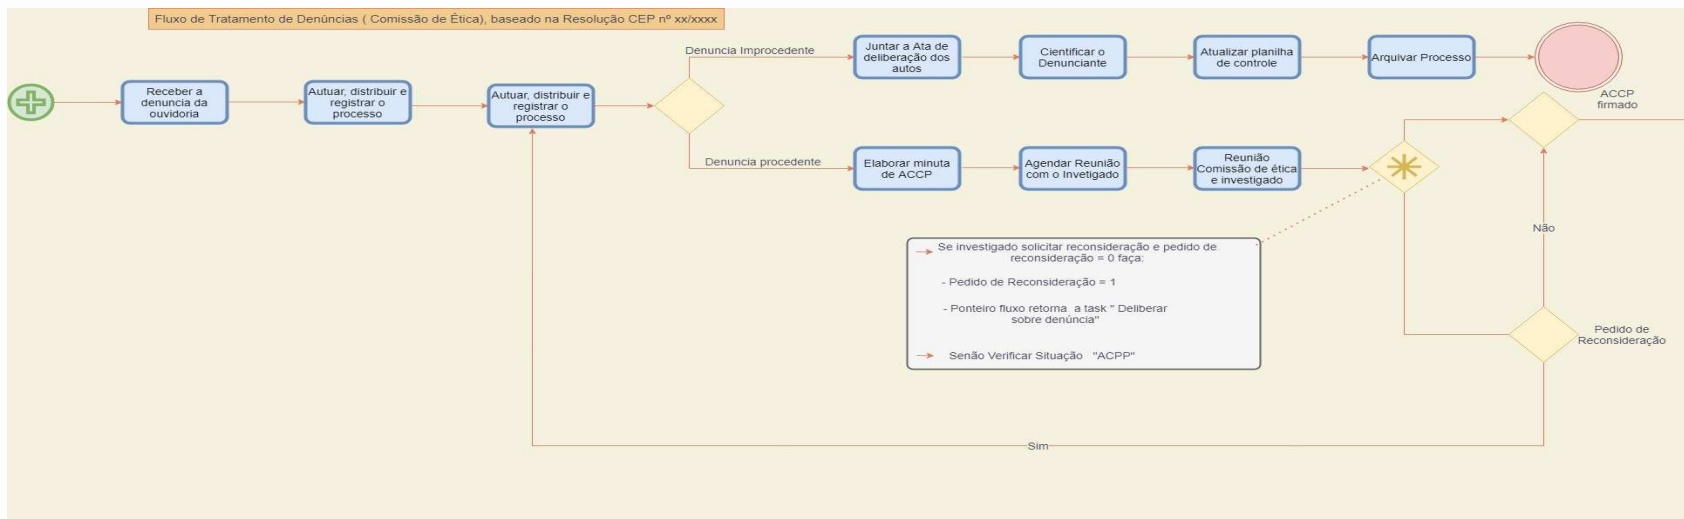 Fluxo de Tratamento de Denúncias ( Comissão de Ética), baseado na Resolução CEP nº xx/xxxx
Receber a
denuncia da
ouvidoria
Autuar, distribuir e
registrar o
processo
Autuar, distribuir e
registrar o
processo
Denuncia Improcedente
Juntar a Ata de
deliberação dos
autos
Cientificar o
Denunciante
Atualizar planilha
de controle
Arquivar Processo
Denuncia procedente
Elaborar minuta
de ACCP
Agendar Reunião
com o Invetigado
Reunião
Comissão de ética
e investigado
ACCP
firmado
Não
Se investigado solicitar reconsideração e pedido de
reconsideração = 0 faça:
- Pedido de Reconsideração = 1
- Ponteiro fluxo retorna a task " Deliberar
sobre denúncia"
Senão Verificar Situação "ACPP"
Pedido de
Reconsideração
Sim